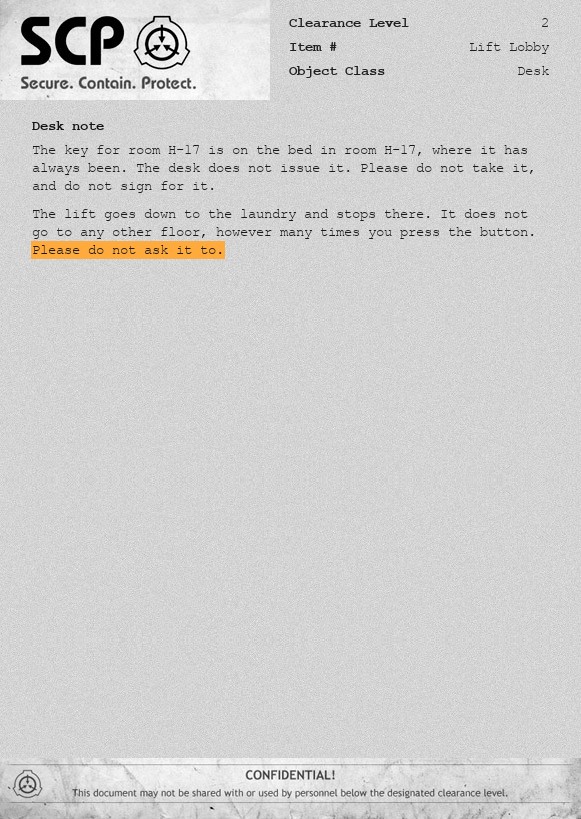 SCP
Secure. Contain. Protect.
Clearance Level 2
Item # Lift Lobby
Object Class Desk
Desk note
The key for room H-17 is on the bed in room H-17, where it has
always been. The desk does not issue it. Please do not take it,
and do not sign for it.
The lift goes down to the laundry and stops there. It does not
go to any other floor, however many times you press the button.
Please do not ask it to.
CONFIDENTIAL!
This document may not be shared with or used by personnel below the designated clearance level.